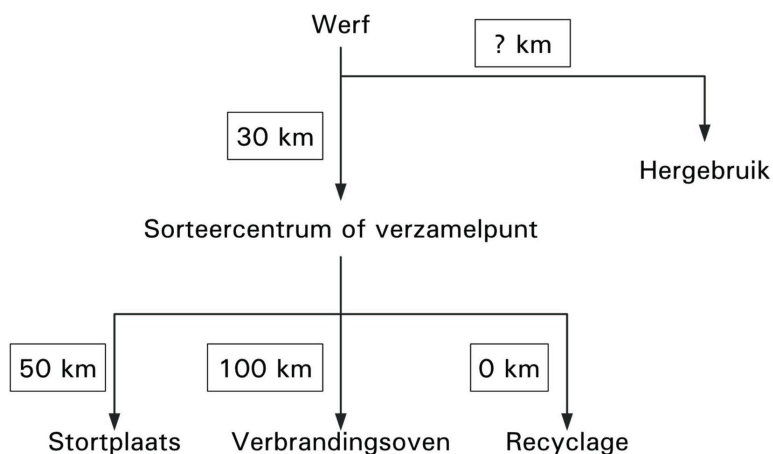 Werf
? km
30 km
Hergebruik
Sorteercentrum of verzamelpunt
50 km
100 km
0 km
Stortplaats
Verbrandingsoven
Recyclage